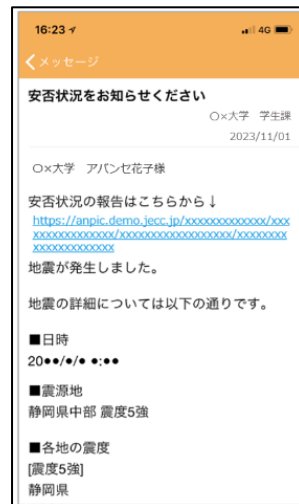 16:23
4G
メッセージ
安否状況をお知らせください
○×大学 学生課
2023/11/01
○×大学 アバンセ花子様
安否状況の報告はこちらから↓
https://anpic.demo.jecc.jp/xxxxxxxxxxxxx/xxx
xxxxxxxxxxxxx/xxxxxxxxxxxxxxxxxx/xxxxxxxx
xxxxxxxxxxxxx
地震が発生しました。
地震の詳細については以下の通りです。
■日時
20●●/●/● ●:●●
■震源地
静岡県中部 震度5強
■各地の震度
[震度5強]
静岡県